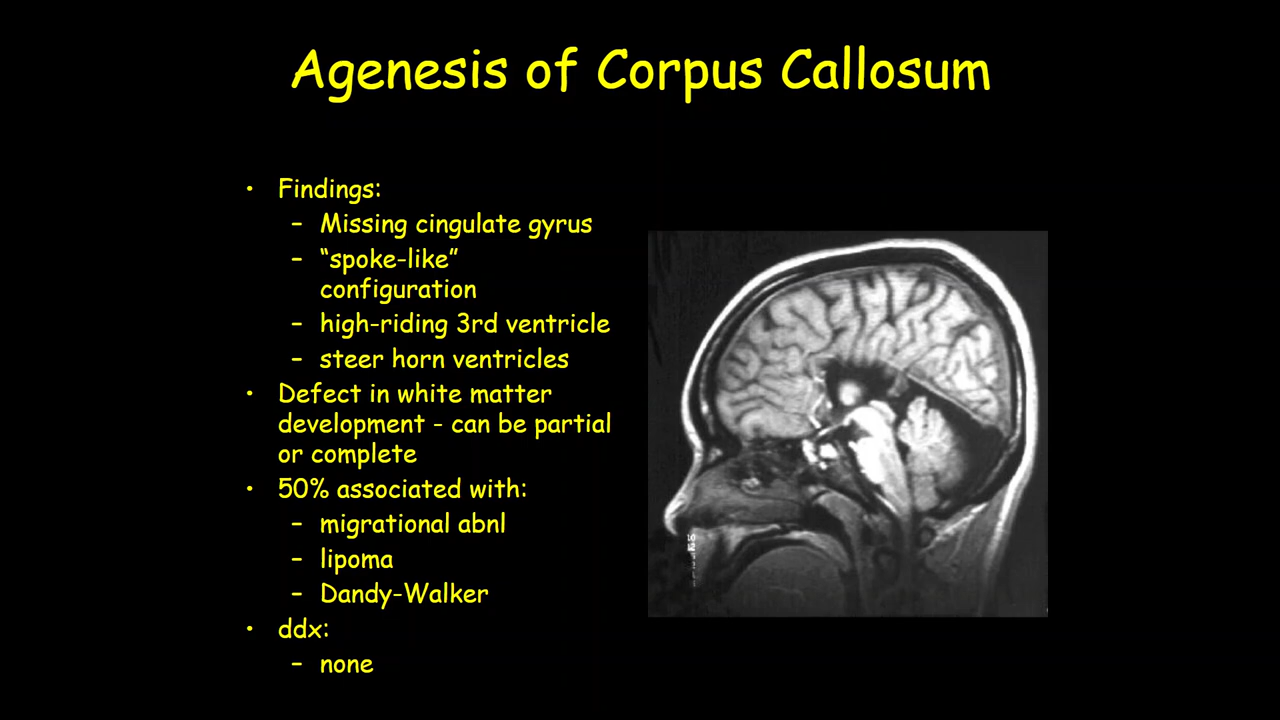 Agenesis of Corpus Callosum
• Findings:
– Missing cingulate gyrus
– “spoke-like”
configuration
– high-riding 3rd ventricle
– steer horn ventricles
• Defect in white matter
development - can be partial
or complete
• 50% associated with:
– migrational abnl
– lipoma
– Dandy-Walker
• ddx:
– none